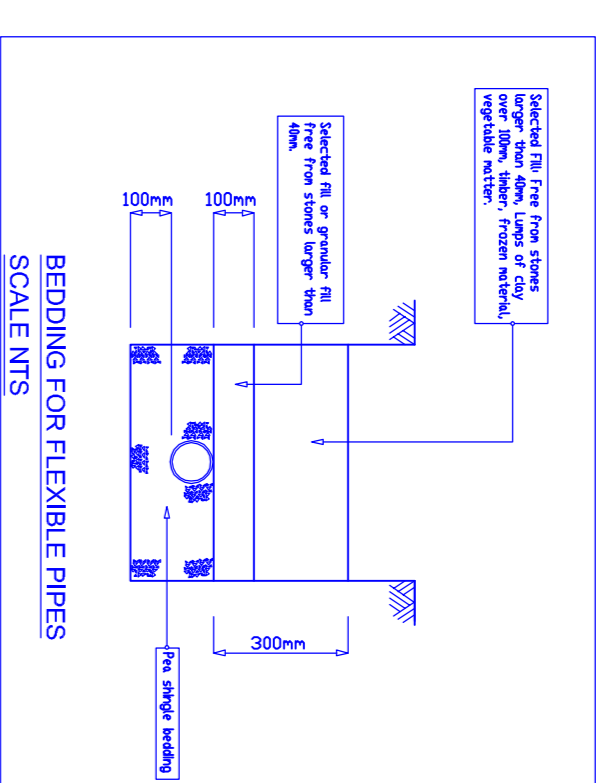 Selected Fill: Free from stones
larger than 40mm, Lumps of clay
over 100mm, timber, frozen material,
vegetable matter.
Selected fill or granular fill
free from stones larger than
40mm.
100mm
100mm
300mm
Pea shingle bedding
BEDDING FOR FLEXIBLE PIPES
SCALE NTS